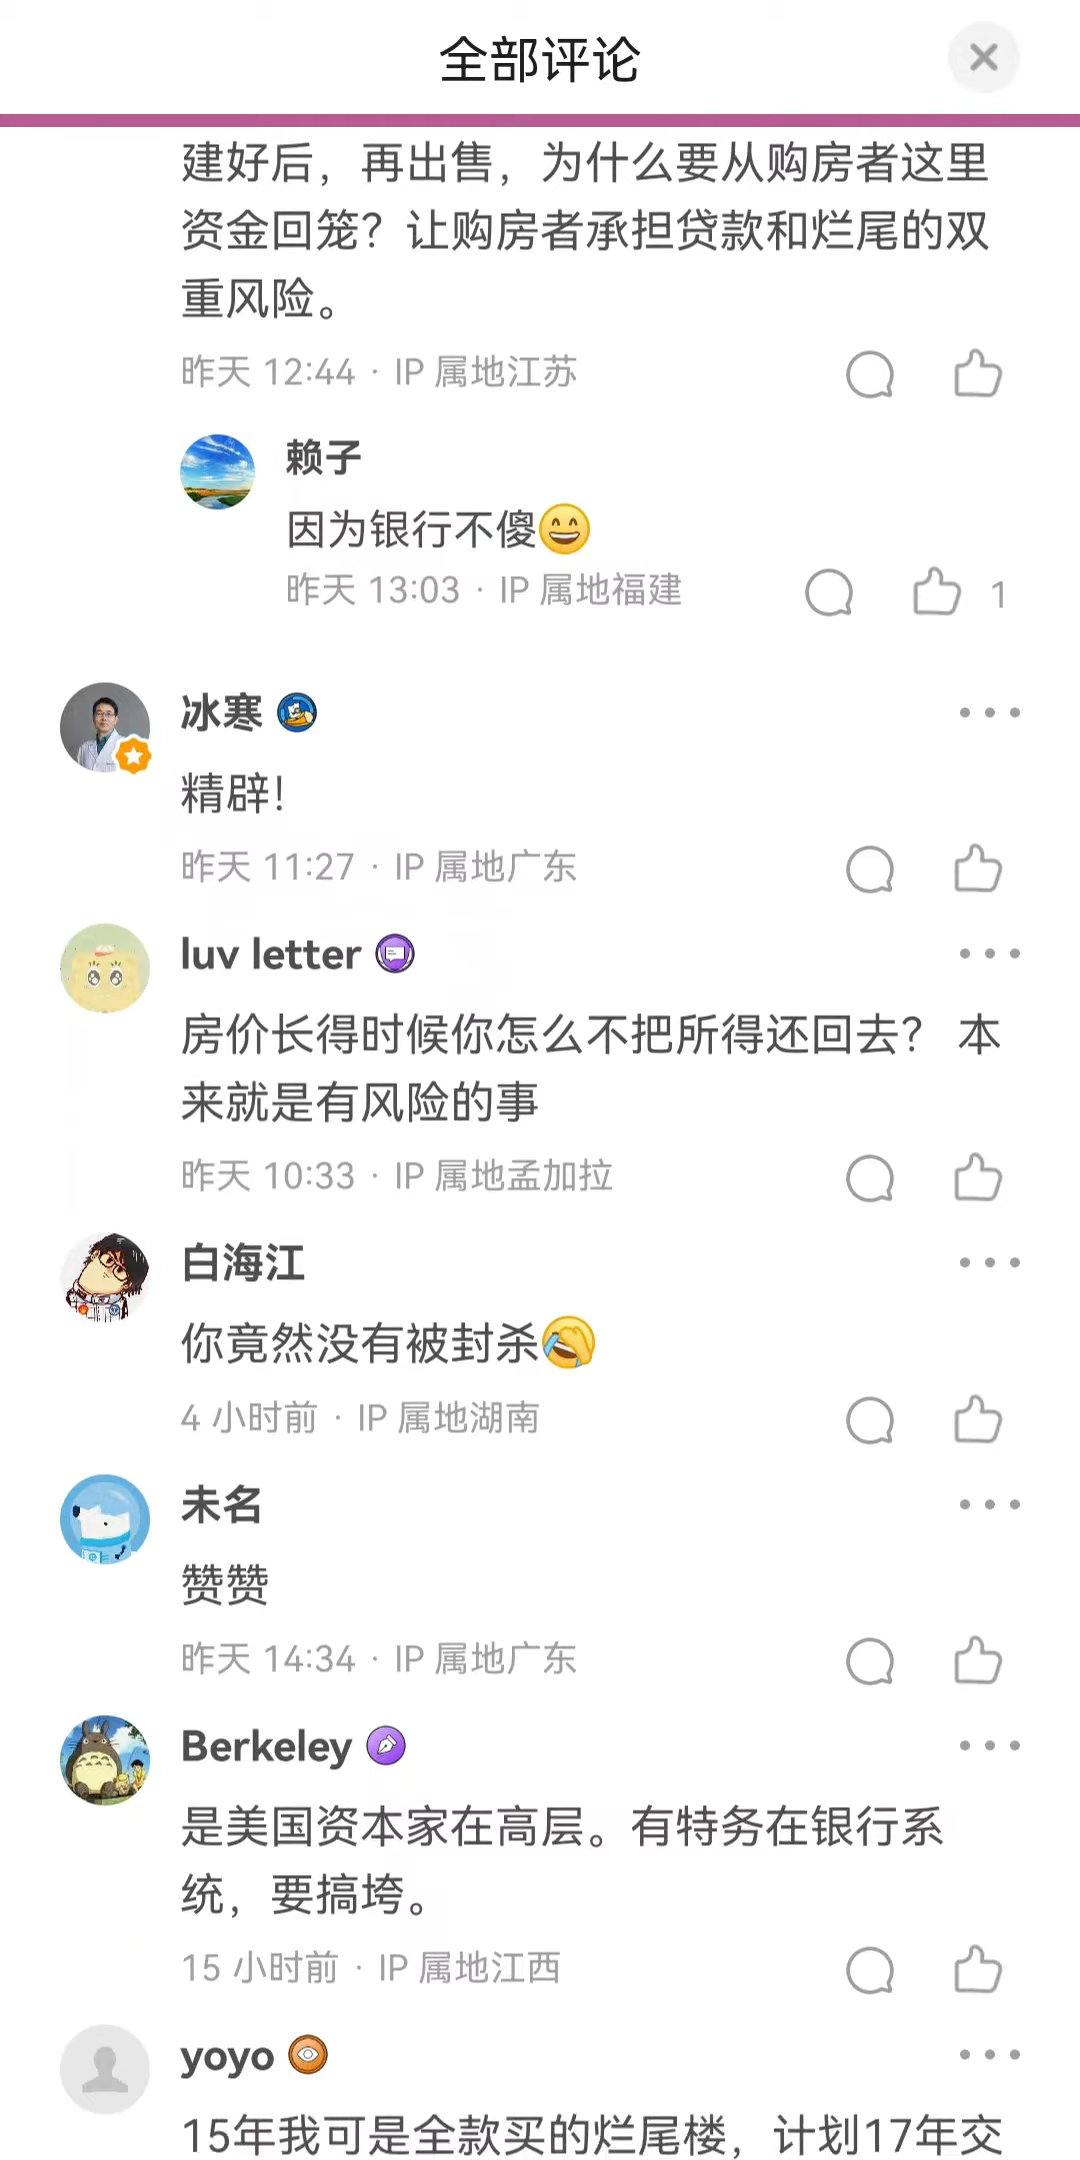 全部评论
建好后，再出售，为什么要从购房者这里
资金回笼？让购房者承担贷款和烂尾的双
重风险。
昨天 12:44 · IP 属地江苏
赖子
因为银行不傻😄
昨天 13:03 · IP 属地福建 1
冰寒
精辟！
昨天 11:27 · IP 属地广东
luv letter
房价长得时候你怎么不把所得还回去？ 本
来就是有风险的事
昨天 10:33 · IP 属地孟加拉
白海江
你竟然没有被封杀🤣
4 小时前 · IP 属地湖南
未名
赞赞
昨天 14:34 · IP 属地广东
Berkeley
是美国资本家在高层。有特务在银行系
统，要搞垮。
15 小时前 · IP 属地江西
yoyo
15年我可是全款买的烂尾楼，计划17年交